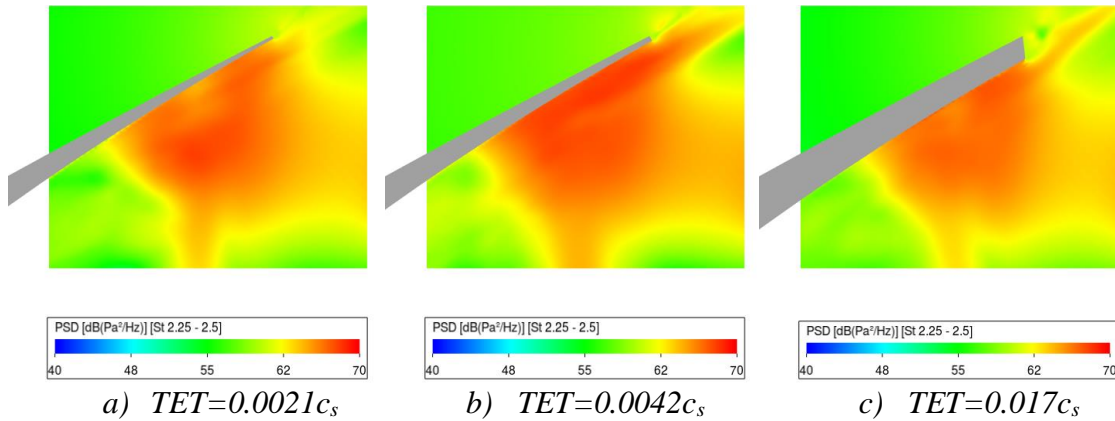 PSD [dB(Pa²/Hz)] [St 2.25 - 2.5]
40 48 55 62 70
PSD [dB(Pa²/Hz)] [St 2.25 - 2.5]
40 48 55 62 70
PSD [dB(Pa²/Hz)] [St 2.25 - 2.5]
40 48 55 62 70
a) TET=0.0021cₛ
b) TET=0.0042cₛ
c) TET=0.017cₛ